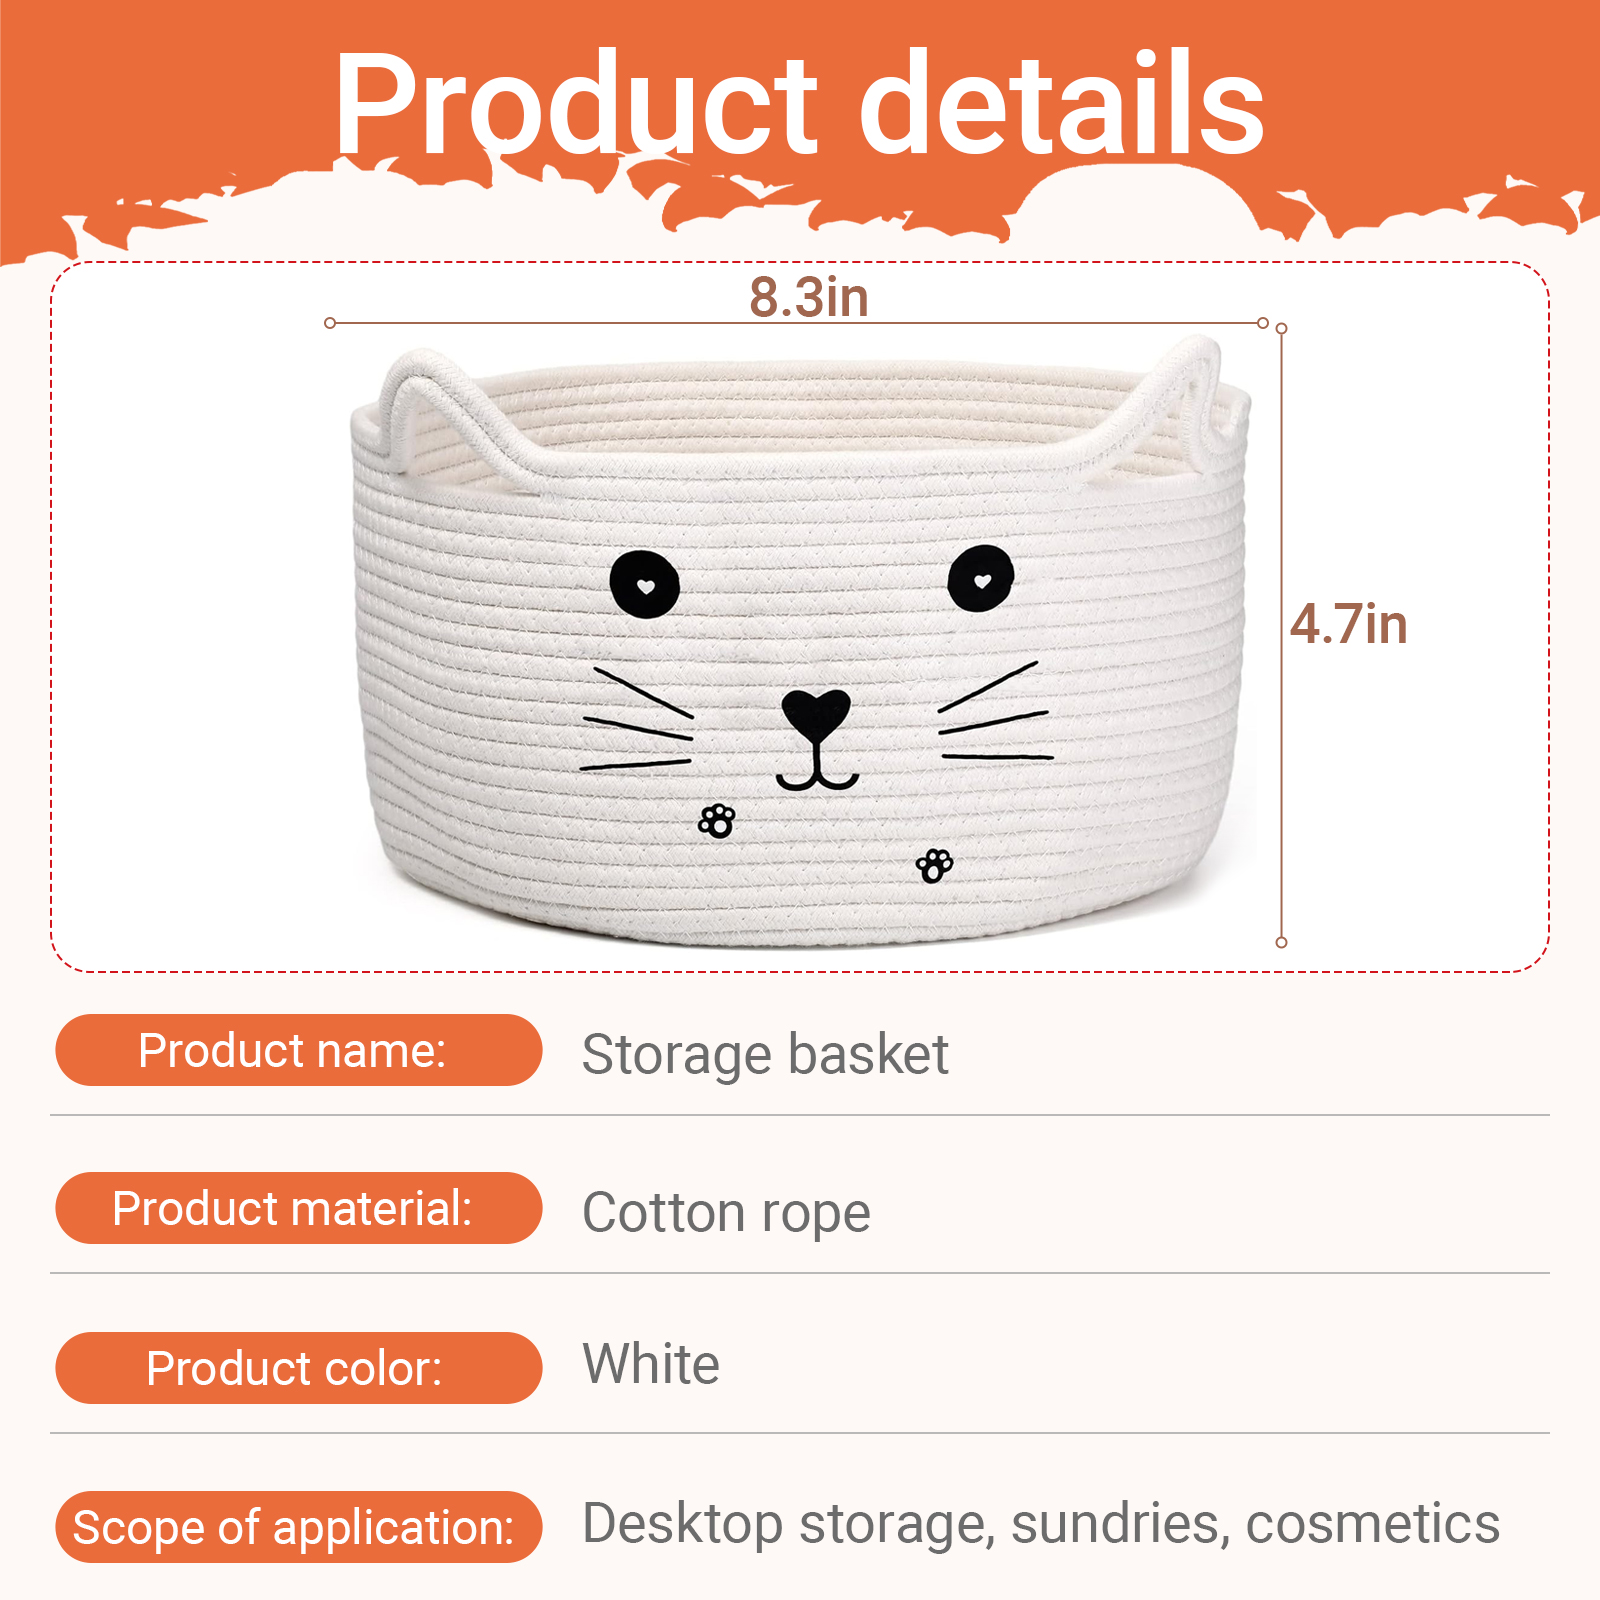 Product details
8.3in
4.7in
Product name: Storage basket
Product material: Cotton rope
Product color: White
Scope of application: Desktop storage, sundries, cosmetics